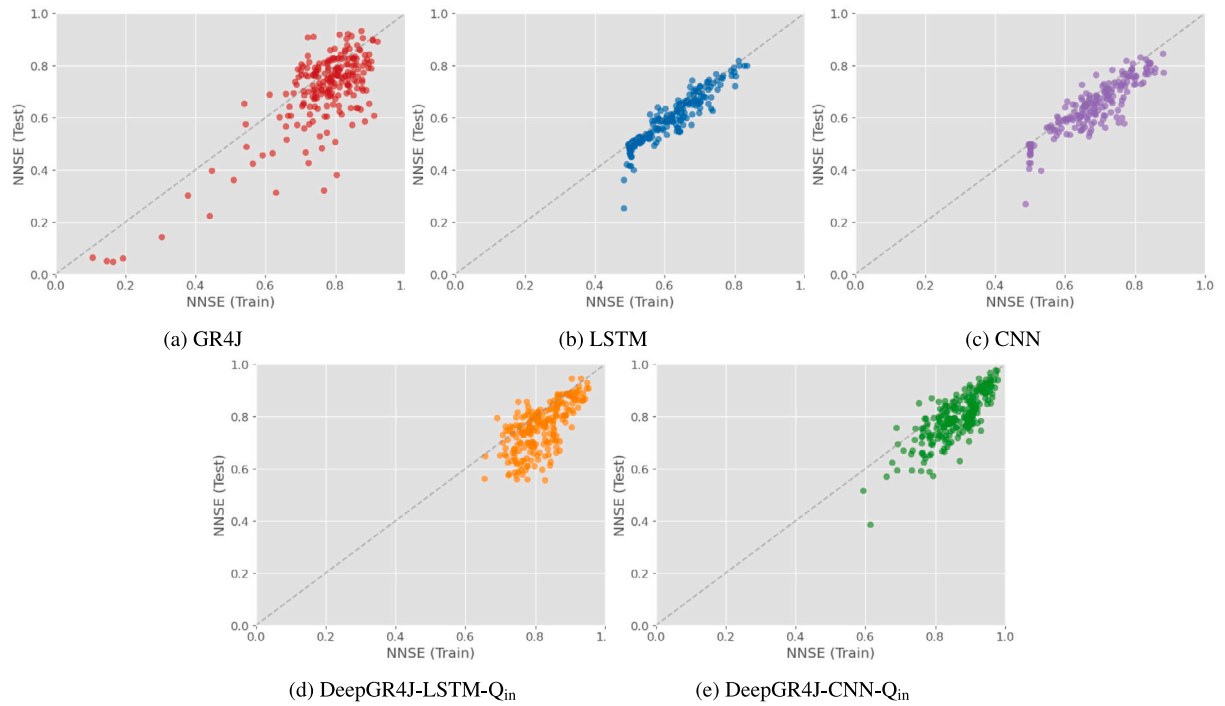 1.0
0.8
0.6
0.4
0.2
0.0
NNSE (Test)
0.0 0.2 0.4 0.6 0.8 1.
NNSE (Train)
(a) GR4J
1.0
0.8
0.6
0.4
0.2
0.0
NNSE (Test)
0.0 0.2 0.4 0.6 0.8 1.
NNSE (Train)
(b) LSTM
1.0
0.8
0.6
0.4
0.2
0.0
NNSE (Test)
0.0 0.2 0.4 0.6 0.8 1.0
NNSE (Train)
(c) CNN
1.0
0.8
0.6
0.4
0.2
0.0
NNSE (Test)
0.0 0.2 0.4 0.6 0.8 1.
NNSE (Train)
(d) DeepGR4J-LSTM-Qin
1.0
0.8
0.6
0.4
0.2
0.0
NNSE (Test)
0.0 0.2 0.4 0.6 0.8 1.0
NNSE (Train)
(e) DeepGR4J-CNN-Qin